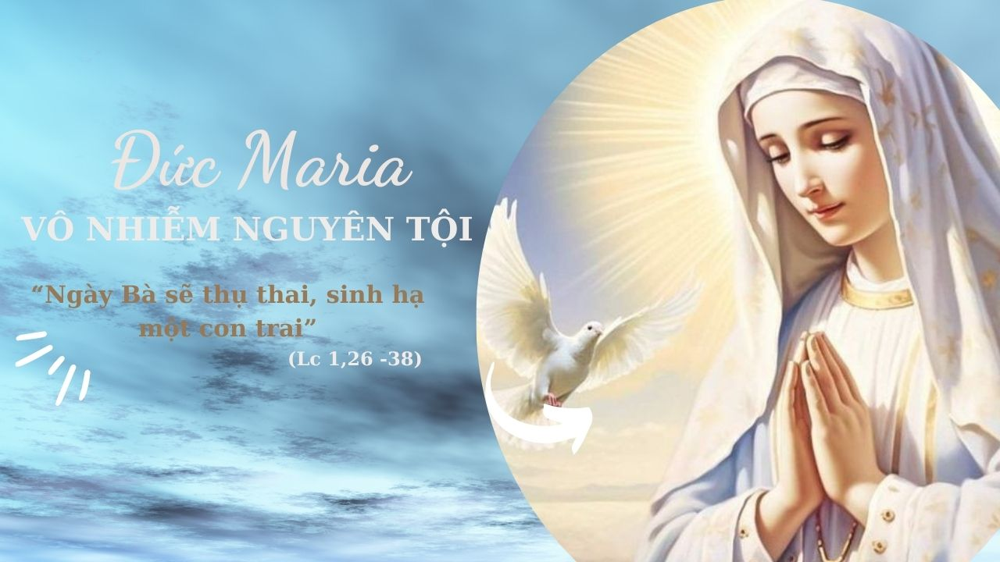 Đức Maria
VÔ NHIỄM NGUYÊN TỘI
“Ngày Bà sẽ thụ thai, sinh hạ
một con trai”
(Lc 1,26 -38)